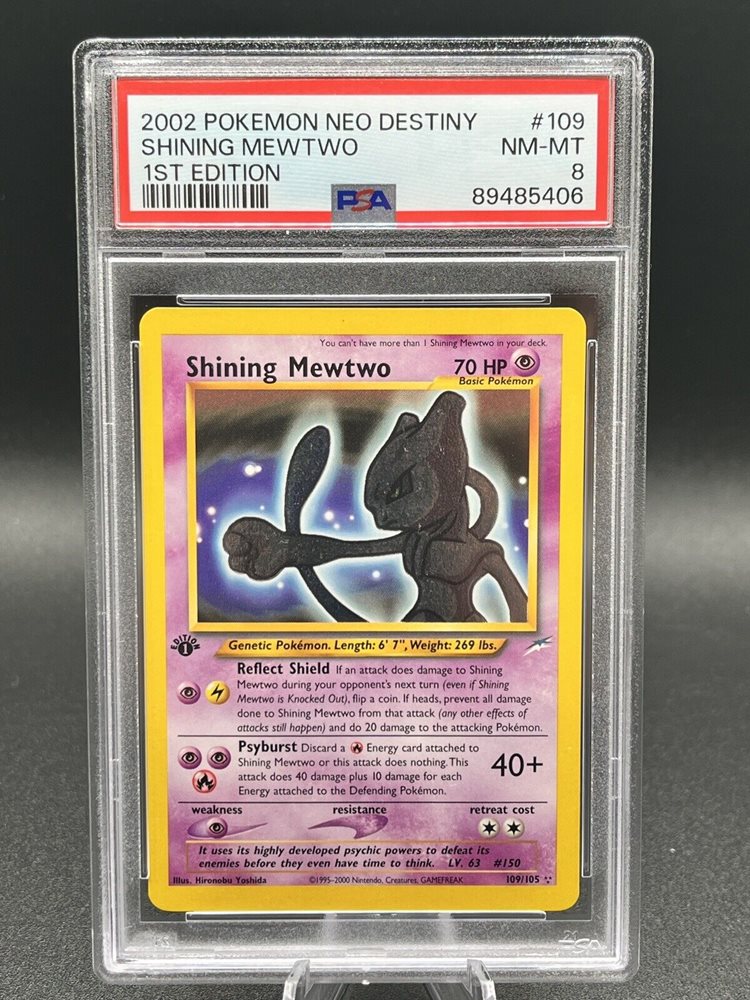 2002 POKEMON NEO DESTINY #109
SHINING MEWTWO NM-MT
1ST EDITION 8
PSA 89485406
You can't have more than 1 Shining Mewtwo in your deck.
Shining Mewtwo 70 HP
Basic Pokémon
EDITION
1
Genetic Pokémon. Length: 6' 7", Weight: 269 lbs.
Reflect Shield If an attack does damage to Shining
Mewtwo during your opponent's next turn (even if Shining
Mewtwo is Knocked Out), flip a coin. If heads, prevent all damage
done to Shining Mewtwo from that attack (any other effects of
attacks still happen) and do 20 damage to the attacking Pokémon.
Psyburst Discard a Energy card attached to
Shining Mewtwo or this attack does nothing. This
attack does 40 damage plus 10 damage for each
Energy attached to the Defending Pokémon.
40+
weakness resistance retreat cost
It uses its highly developed psychic powers to defeat its
enemies before they even have time to think. LV. 63 #150
Illus. Hironobu Yoshida ©1995-2000 Nintendo, Creatures, GAMEFREAK 109/105